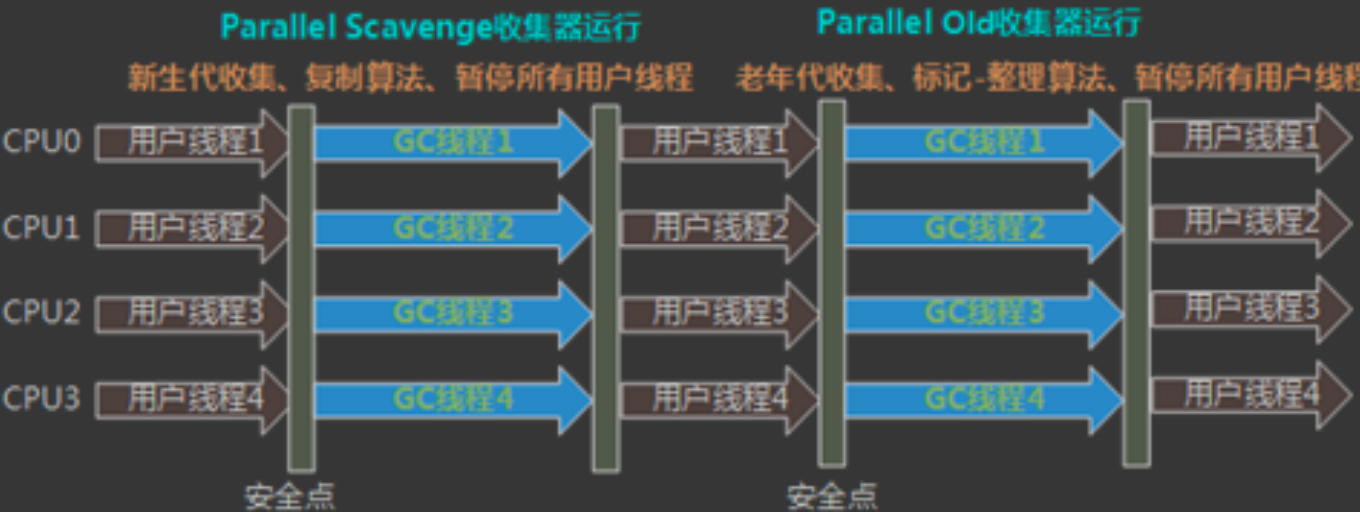 Parallel Scavenge收集器运行 Parallel Old收集器运行
新生代收集、复制算法、暂停所有用户线程 老年代收集、标记-整理算法、暂停所有用户线程
CPU0 用户线程1 GC线程1 用户线程1 GC线程1 用户线程1
CPU1 用户线程2 GC线程2 用户线程2 GC线程2 用户线程2
CPU2 用户线程3 GC线程3 用户线程3 GC线程3 用户线程3
CPU3 用户线程4 GC线程4 用户线程4 GC线程4 用户线程4
安全点 安全点